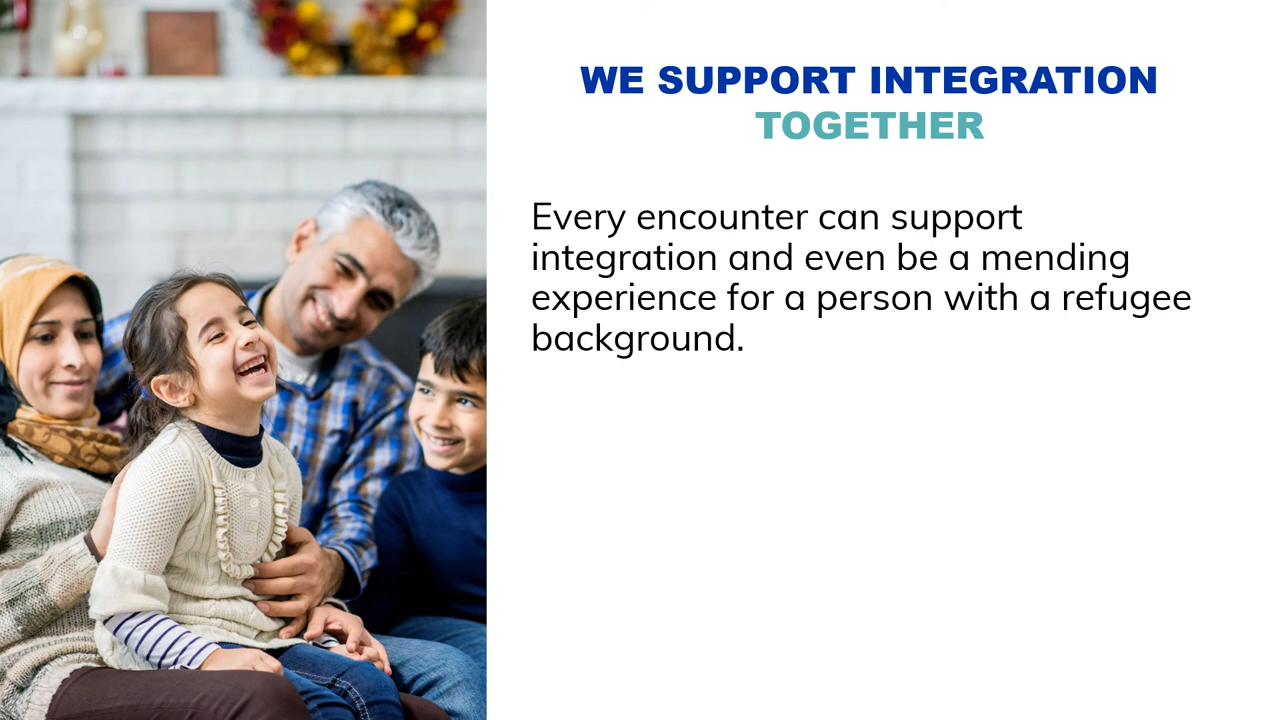 WE SUPPORT INTEGRATION
TOGETHER
Every encounter can support
integration and even be a mending
experience for a person with a refugee
background.